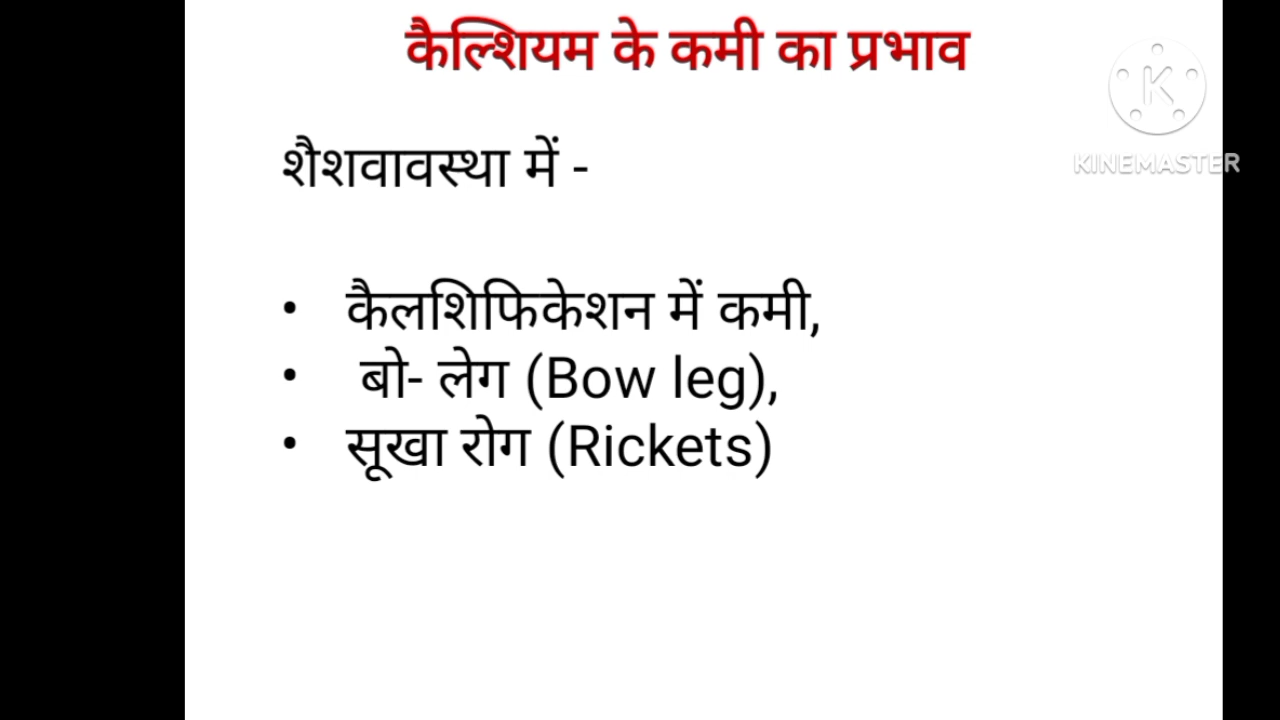 कैल्शियम के कमी का प्रभाव
K
KINEMASTER
शैशवावस्था में -
• कैलशिफिकेशन में कमी,
• बो- लेग (Bow leg),
• सूखा रोग (Rickets)